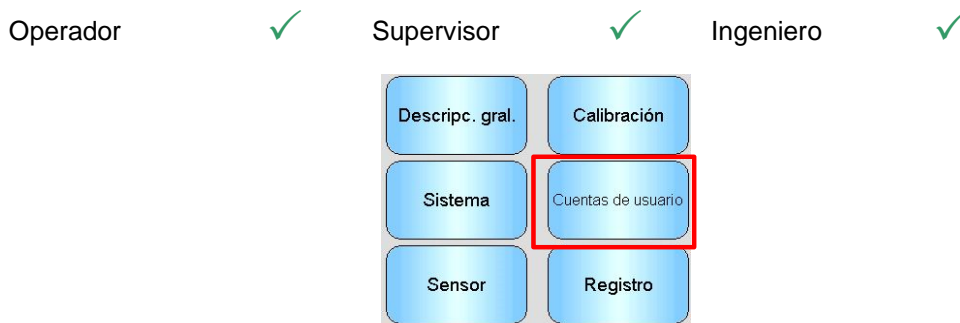 Operador ✓ Supervisor ✓ Ingeniero ✓
Descripc. gral. Calibración
Sistema Cuentas de usuario
Sensor Registro